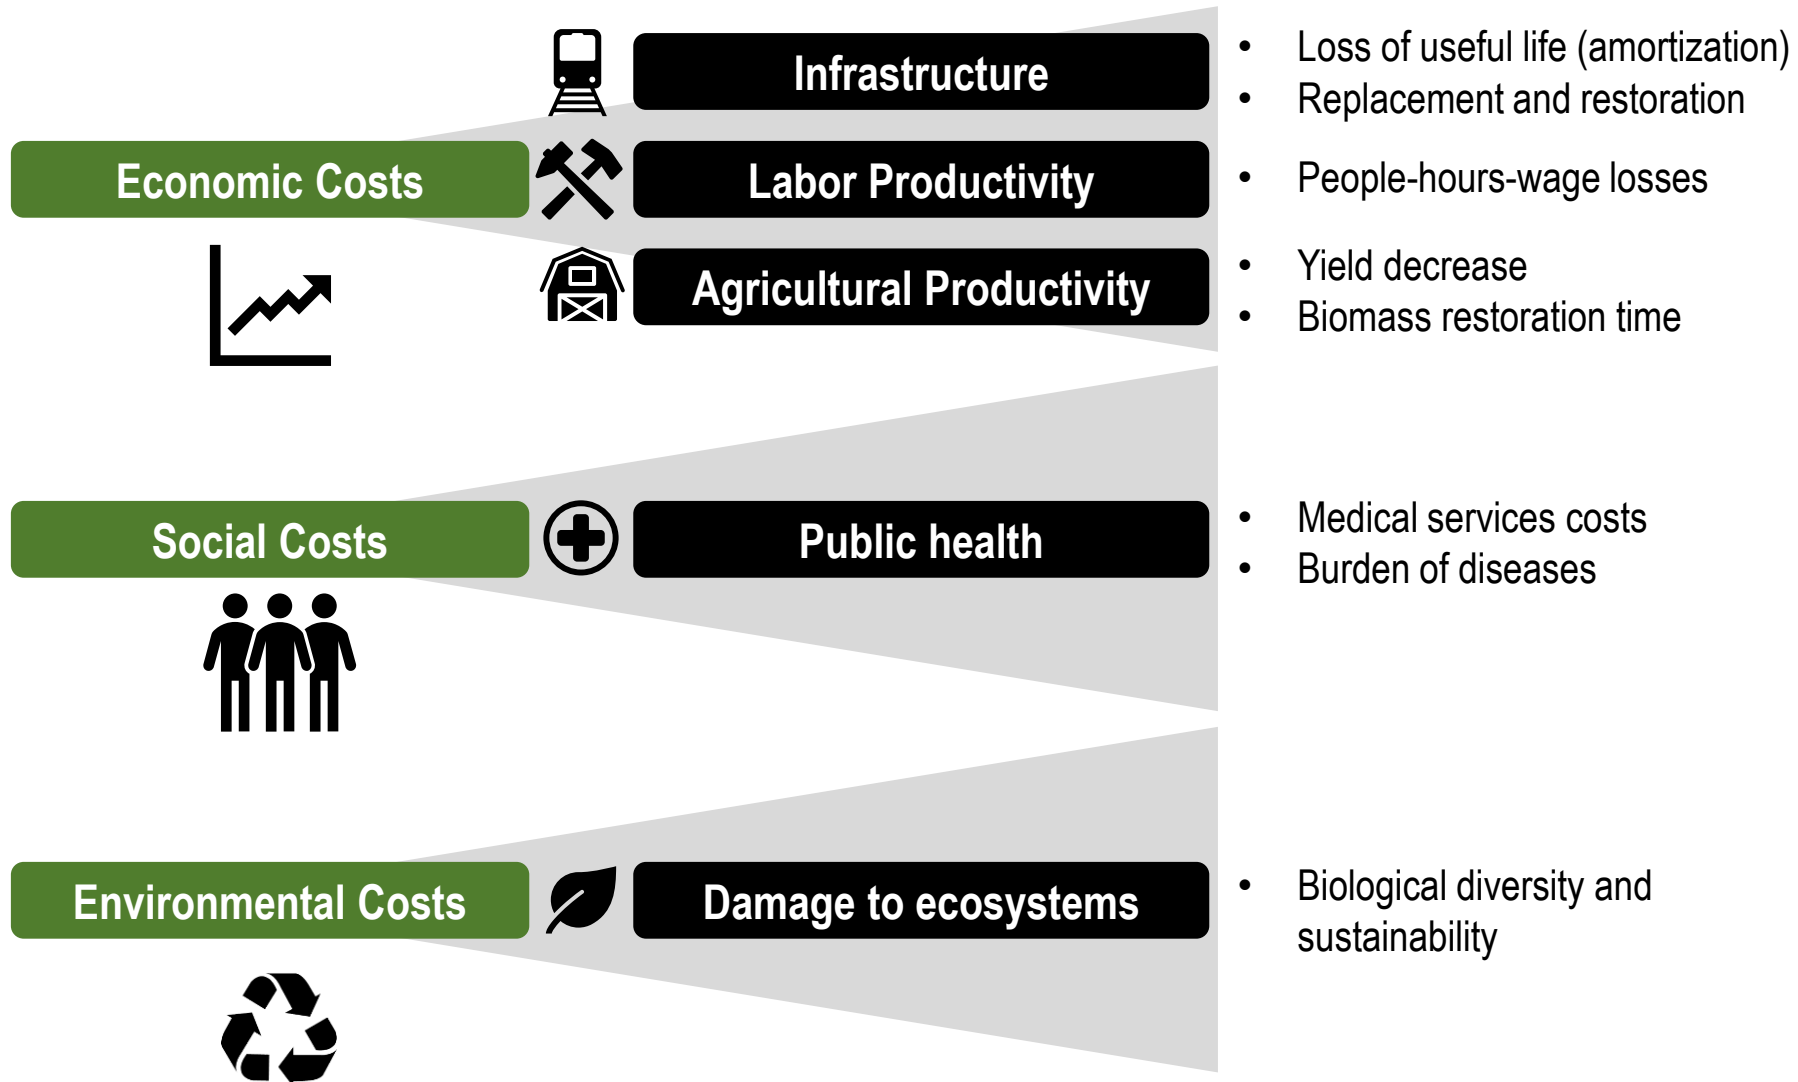 Infrastructure
• Loss of useful life (amortization)
• Replacement and restoration
Economic Costs
Labor Productivity
• People-hours-wage losses
Agricultural Productivity
• Yield decrease
• Biomass restoration time
Social Costs
Public health
• Medical services costs
• Burden of diseases
Environmental Costs
Damage to ecosystems
• Biological diversity and
sustainability